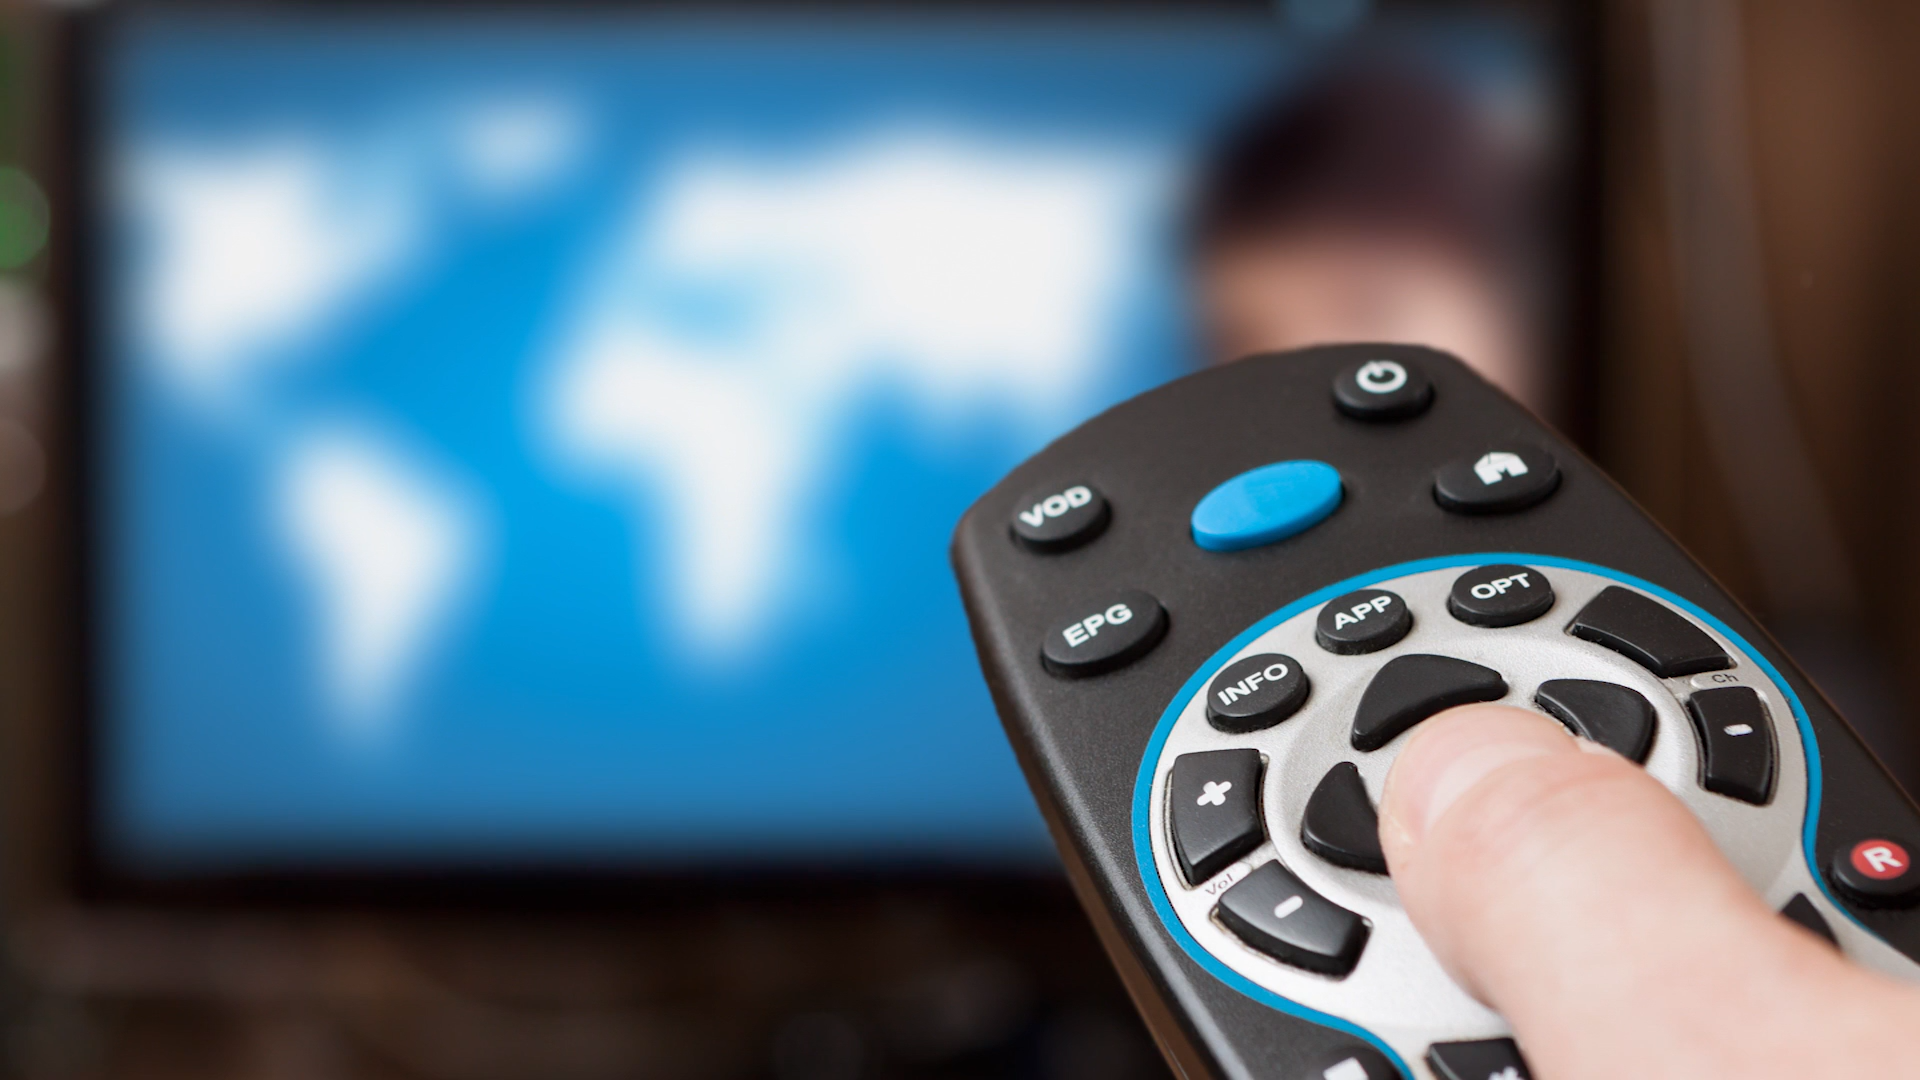 VOD
EPG
INFO
APP
OPT
Ch
-
+
Vol
-
R